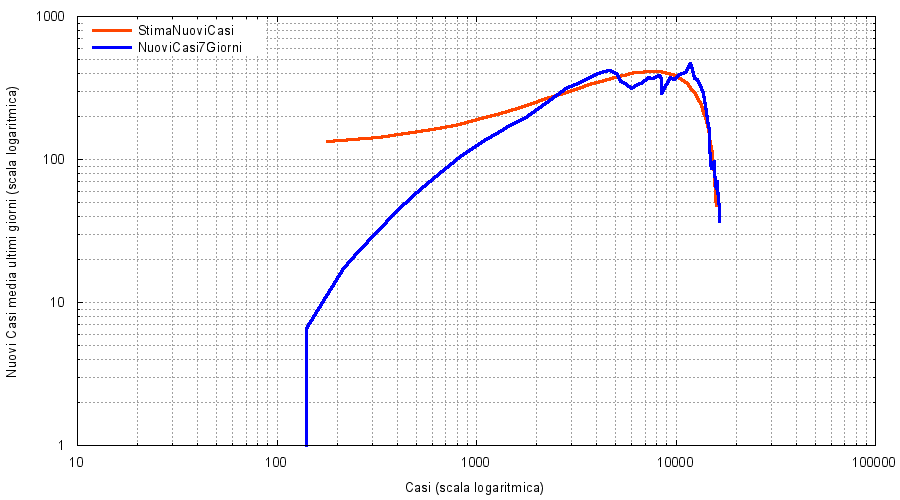 1000
StimaNuoviCasi
NuoviCasi7Giorni
100
10
1
Nuovi Casi media ultimi giorni (scala logaritmica)
10
100
1000
10000
100000
Casi (scala logaritmica)